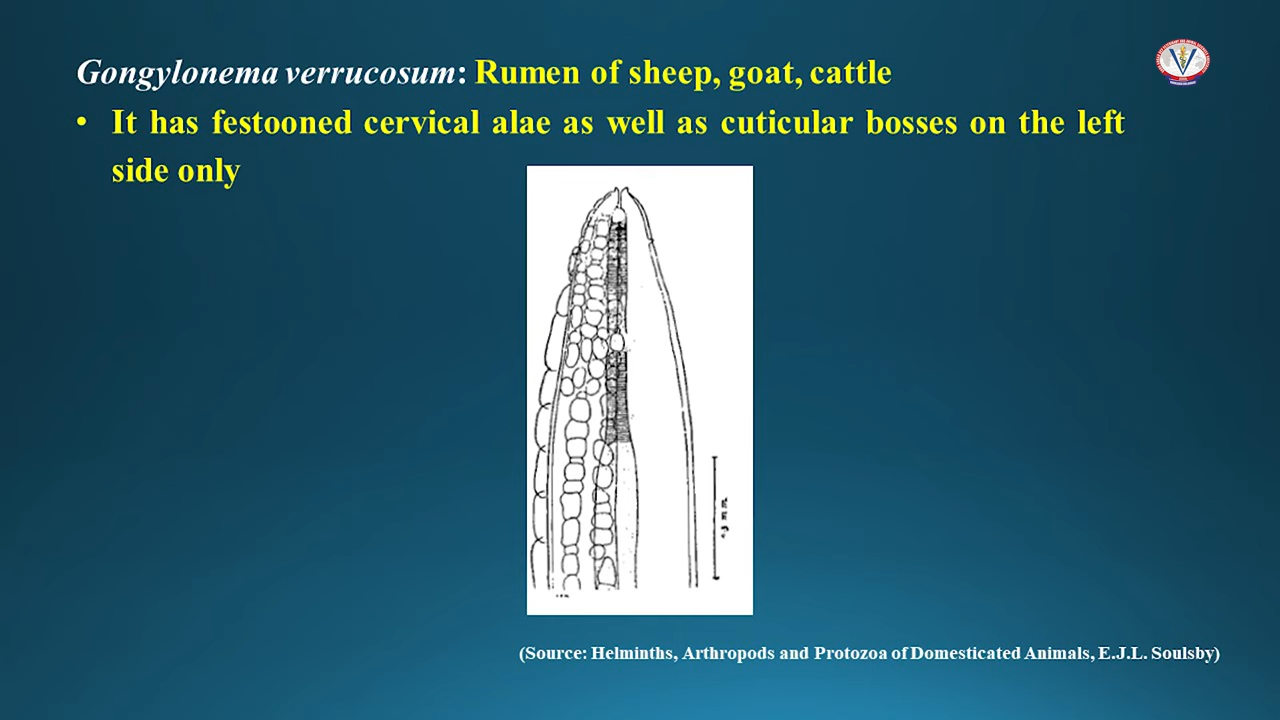 Gongylonema verrucosum: Rumen of sheep, goat, cattle
• It has festooned cervical alae as well as cuticular bosses on the left
side only
(Source: Helminths, Arthropods and Protozoa of Domesticated Animals, E.J.L. Soulsby)